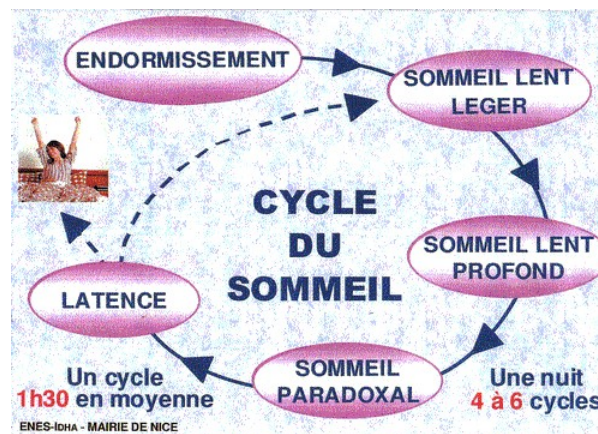 ENDORMISSEMENT
SOMMEIL LENT
LEGER
CYCLE
DU
SOMMEIL
SOMMEIL LENT
PROFOND
LATENCE
SOMMEIL
PARADOXAL
Un cycle
1h30 en moyenne
Une nuit
4 à 6 cycles
ENES-IDHA - MAIRIE DE NICE